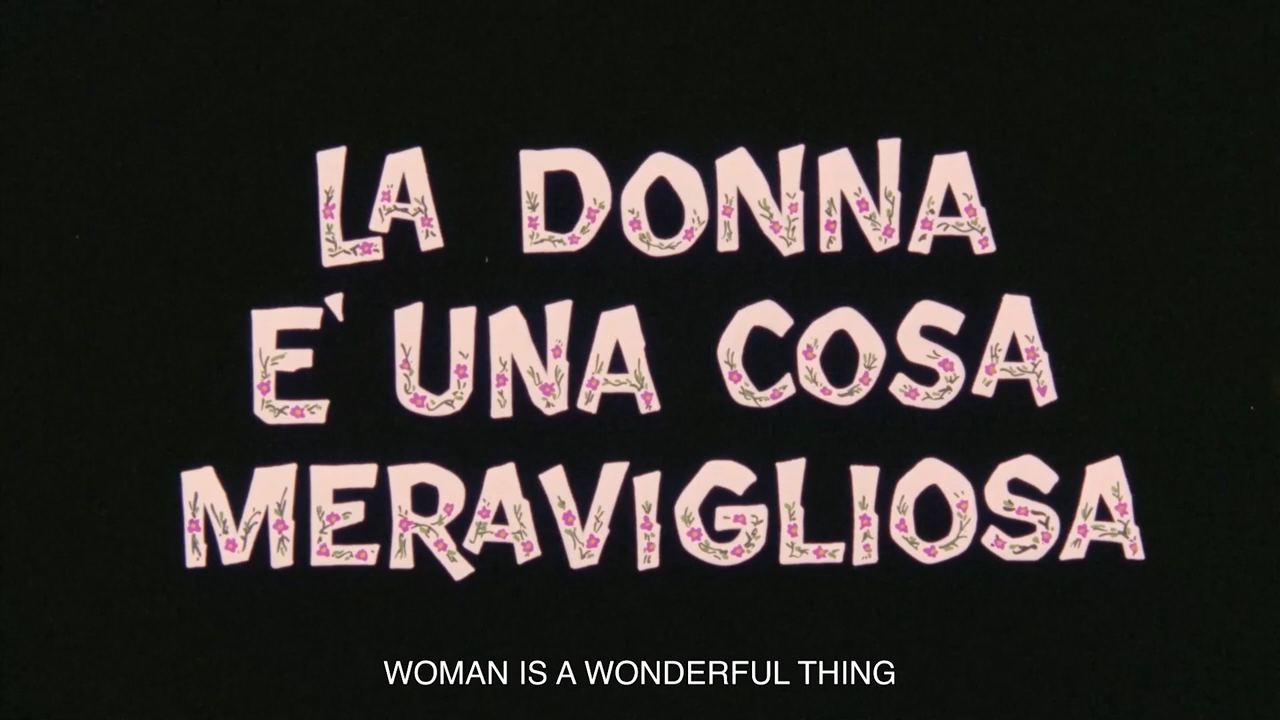 LA DONNA
E' UNA COSA
MERAVIGLIOSA
WOMAN IS A WONDERFUL THING